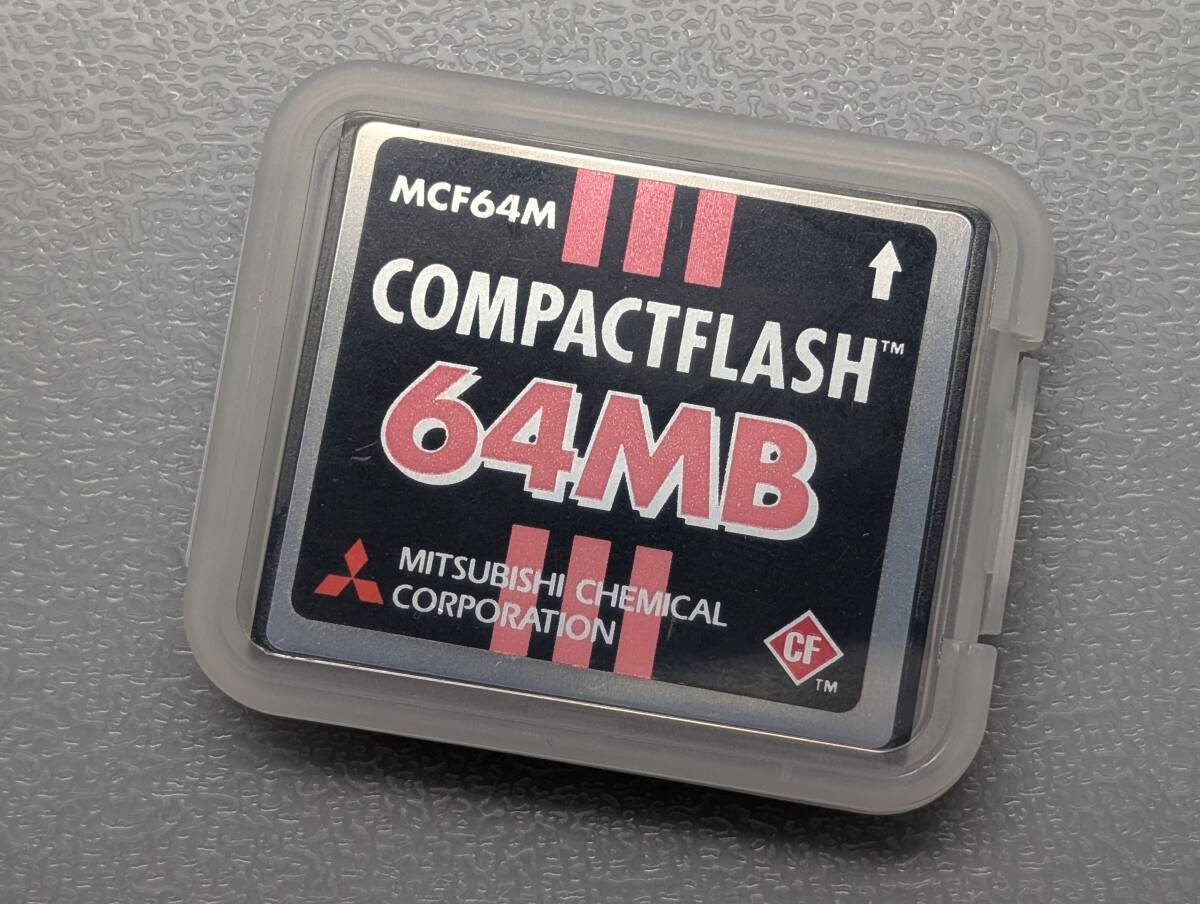 MCF64M
COMPACTFLASH™
64MB
MITSUBISHI CHEMICAL
CORPORATION
CF
TM